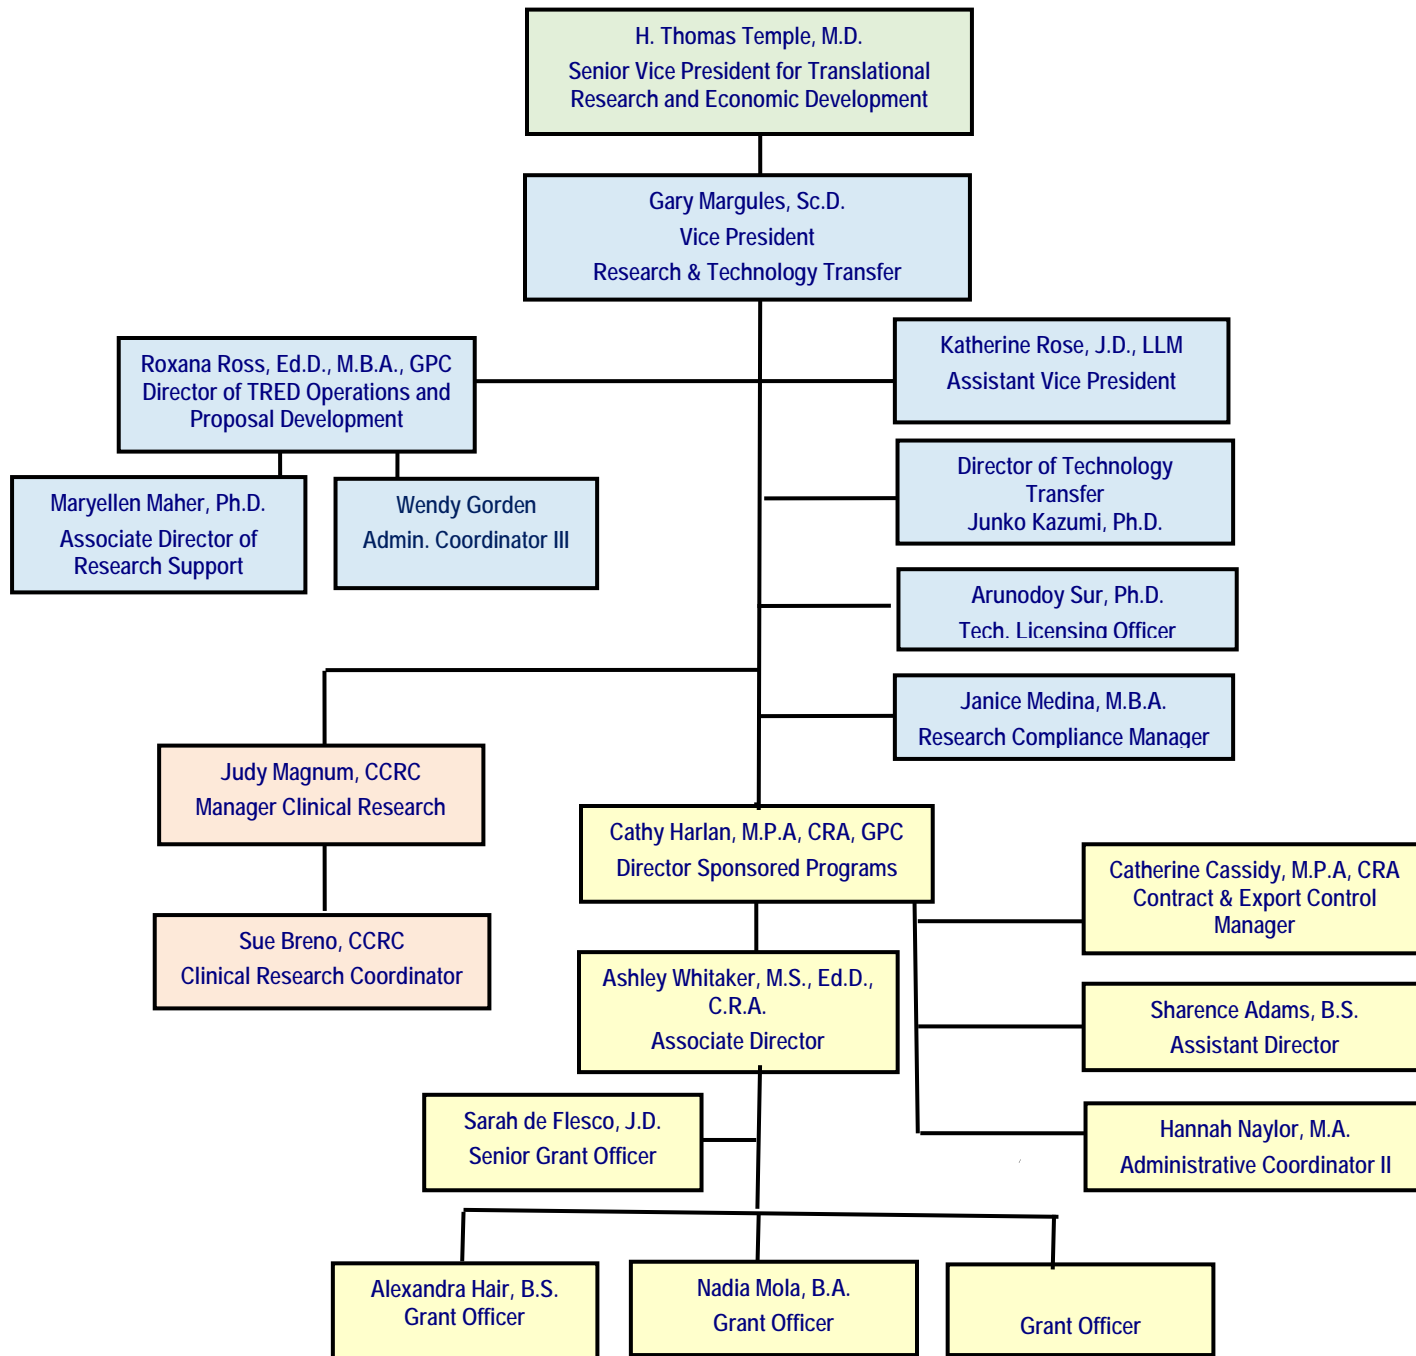 H. Thomas Temple, M.D.
Senior Vice President for Translational
Research and Economic Development
Gary Margules, Sc.D.
Vice President
Research & Technology Transfer
Roxana Ross, Ed.D., M.B.A., GPC
Director of TRED Operations and
Proposal Development
Katherine Rose, J.D., LLM
Assistant Vice President
Maryellen Maher, Ph.D.
Associate Director of
Research Support
Wendy Gorden
Admin. Coordinator III
Director of Technology
Transfer
Junko Kazumi, Ph.D.
Arunodoy Sur, Ph.D.
Tech. Licensing Officer
Janice Medina, M.B.A.
Research Compliance Manager
Judy Magnum, CCRC
Manager Clinical Research
Sue Breno, CCRC
Clinical Research Coordinator
Cathy Harlan, M.P.A, CRA, GPC
Director Sponsored Programs
Catherine Cassidy, M.P.A, CRA
Contract & Export Control
Manager
Ashley Whitaker, M.S., Ed.D.,
C.R.A.
Associate Director
Sharence Adams, B.S.
Assistant Director
Sarah de Flesco, J.D.
Senior Grant Officer
Hannah Naylor, M.A.
Administrative Coordinator II
Alexandra Hair, B.S.
Grant Officer
Nadia Mola, B.A.
Grant Officer
Grant Officer